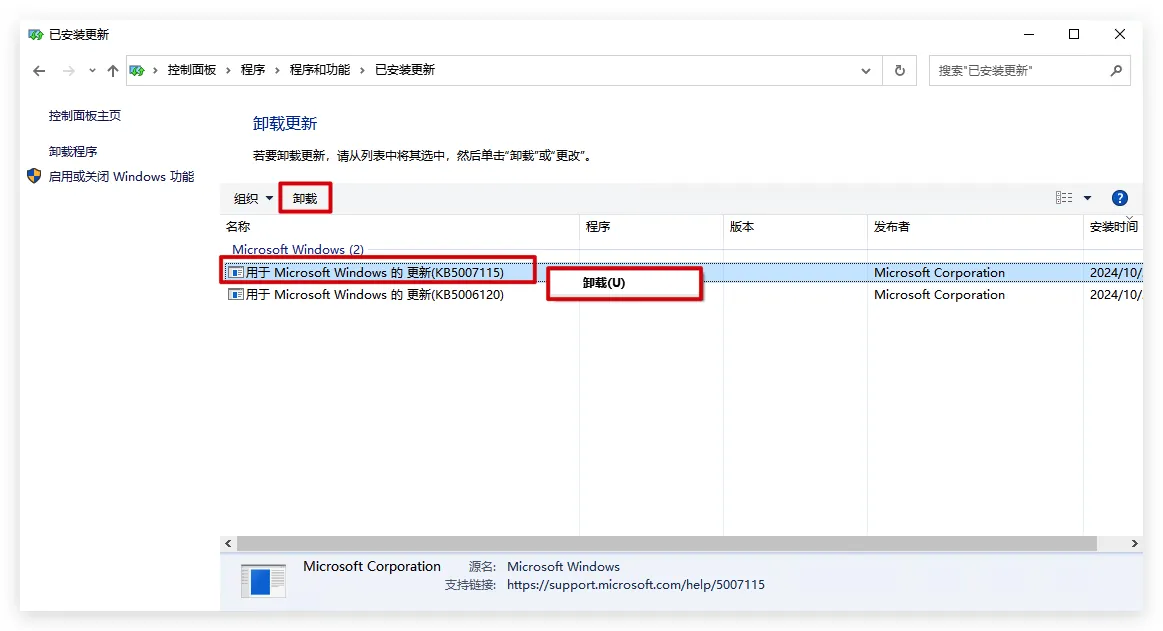 已安装更新
控制面板 › 程序 › 程序和功能 › 已安装更新
搜索"已安装更新"
控制面板主页
卸载程序
启用或关闭 Windows 功能
卸载更新
若要卸载更新，请从列表中将其选中，然后单击“卸载”或“更改”。
组织 卸载
名称 程序 版本 发布者 安装时间
Microsoft Windows (2)
用于 Microsoft Windows 的 更新(KB5007115) Microsoft Corporation 2024/10/
卸载(U)
用于 Microsoft Windows 的 更新(KB5006120) Microsoft Corporation 2024/10/
Microsoft Corporation 源名: Microsoft Windows
支持链接: https://support.microsoft.com/help/5007115